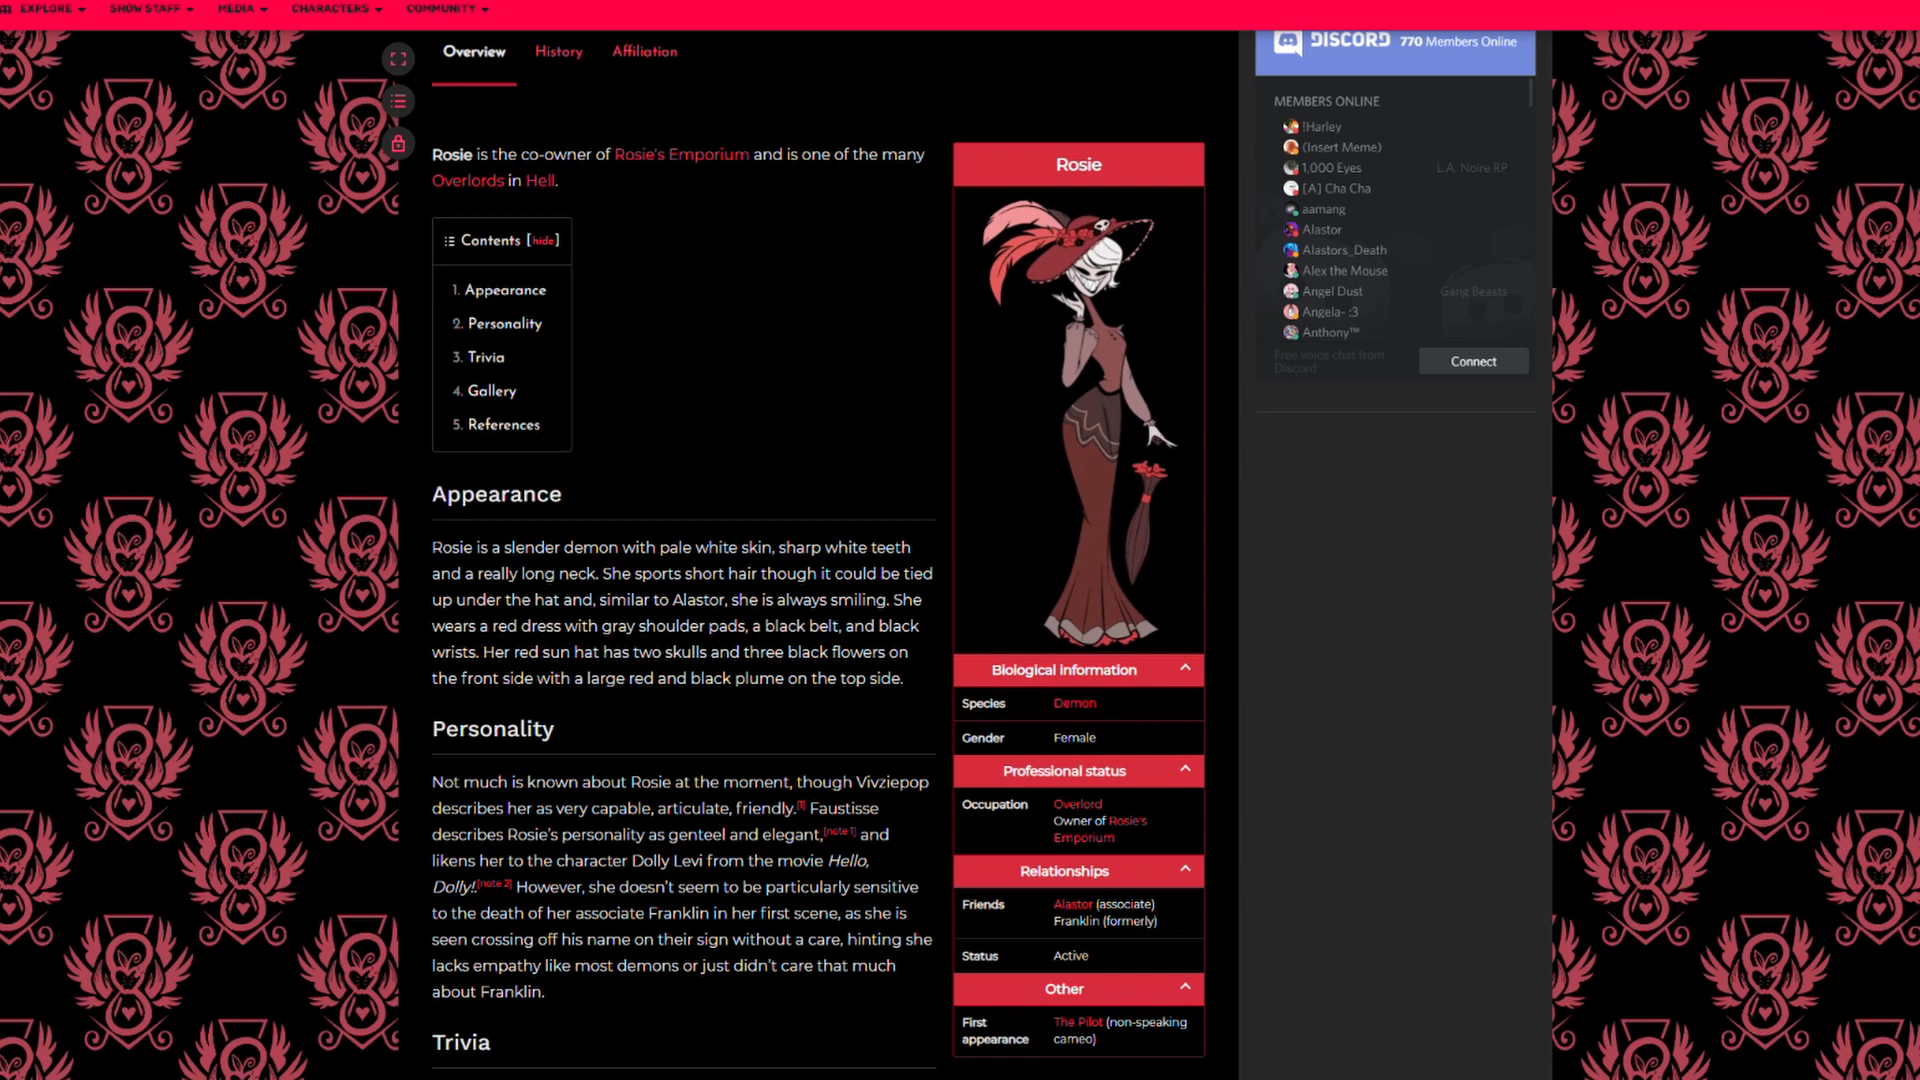 EXPLORE
SHOW STAFF
MEDIA
CHARACTERS
COMMUNITY
Overview
History
Affiliation
Rosie is the co-owner of Rosie's Emporium and is one of the many
Overlords in Hell.
Contents [hide]
1. Appearance
2. Personality
3. Trivia
4. Gallery
5. References
Appearance
Rosie is a slender demon with pale white skin, sharp white teeth
and a really long neck. She sports short hair though it could be tied
up under the hat and, similar to Alastor, she is always smiling. She
wears a red dress with gray shoulder pads, a black belt, and black
wrists. Her red sun hat has two skulls and three black flowers on
the front side with a large red and black plume on the top side.
Personality
Not much is known about Rosie at the moment, though Vivziepop
describes her as very capable, articulate, friendly.[1] Faustisse
describes Rosie's personality as genteel and elegant,[note 1] and
likens her to the character Dolly Levi from the movie Hello,
Dolly!.[note 2] However, she doesn't seem to be particularly sensitive
to the death of her associate Franklin in her first scene, as she is
seen crossing off his name on their sign without a care, hinting she
lacks empathy like most demons or just didn't care that much
about Franklin.
Trivia
Rosie
Biological information
Species Demon
Gender Female
Professional status
Occupation Overlord
Owner of Rosie's
Emporium
Relationships
Friends Alastor (associate)
Franklin (formerly)
Status Active
Other
First The Pilot (non-speaking
appearance cameo)
DISCORD 770 Members Online
MEMBERS ONLINE
!Harley
(Insert Meme)
1,000 Eyes L.A. Noire RP
[A] Cha Cha
aamang
Alastor
Alastors_Death
Alex the Mouse
Angel Dust Gang Beasts
Angela- :3
Anthony™
Free voice chat from
Discord
Connect